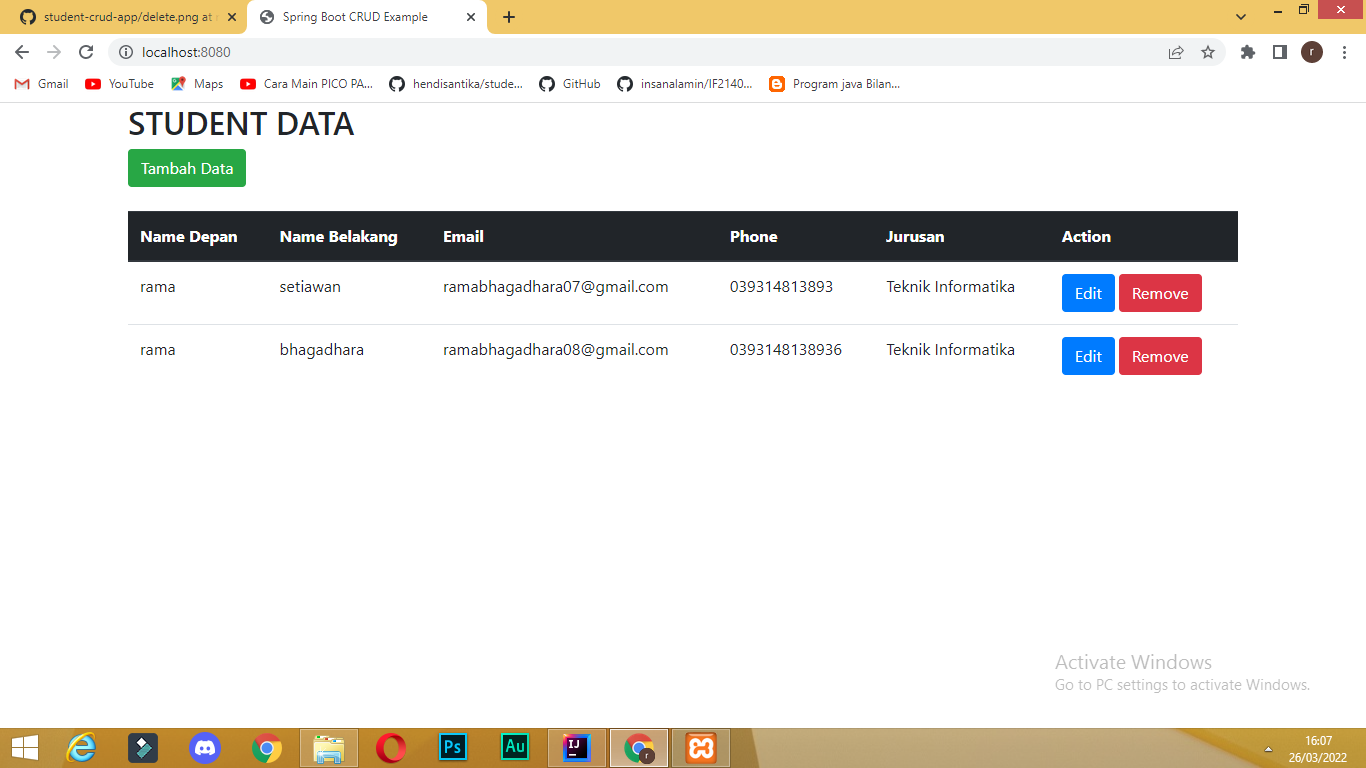 student-crud-app/delete.png at
Spring Boot CRUD Example
localhost:8080
r
Gmail
YouTube
Maps
Cara Main PICO PA...
hendisantika/stude...
GitHub
insanalamin/IF2140...
Program java Bilan...
STUDENT DATA
Tambah Data
Name Depan Name Belakang Email Phone Jurusan Action
rama setiawan ramabhagadhara07@gmail.com 039314813893 Teknik Informatika Edit Remove
rama bhagadhara ramabhagadhara08@gmail.com 0393148138936 Teknik Informatika Edit Remove
Activate Windows
Go to PC settings to activate Windows.
Ps
Au
IJ
r
16:07
26/03/2022